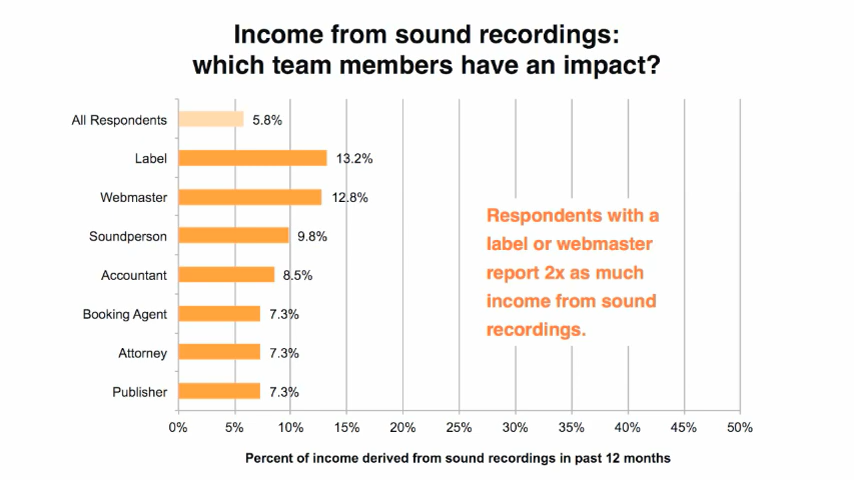 Income from sound recordings:
which team members have an impact?
All Respondents 5.8%
Label 13.2%
Webmaster 12.8%
Soundperson 9.8%
Accountant 8.5%
Booking Agent 7.3%
Attorney 7.3%
Publisher 7.3%
Respondents with a
label or webmaster
report 2x as much
income from sound
recordings.
0% 5% 10% 15% 20% 25% 30% 35% 40% 45% 50%
Percent of income derived from sound recordings in past 12 months